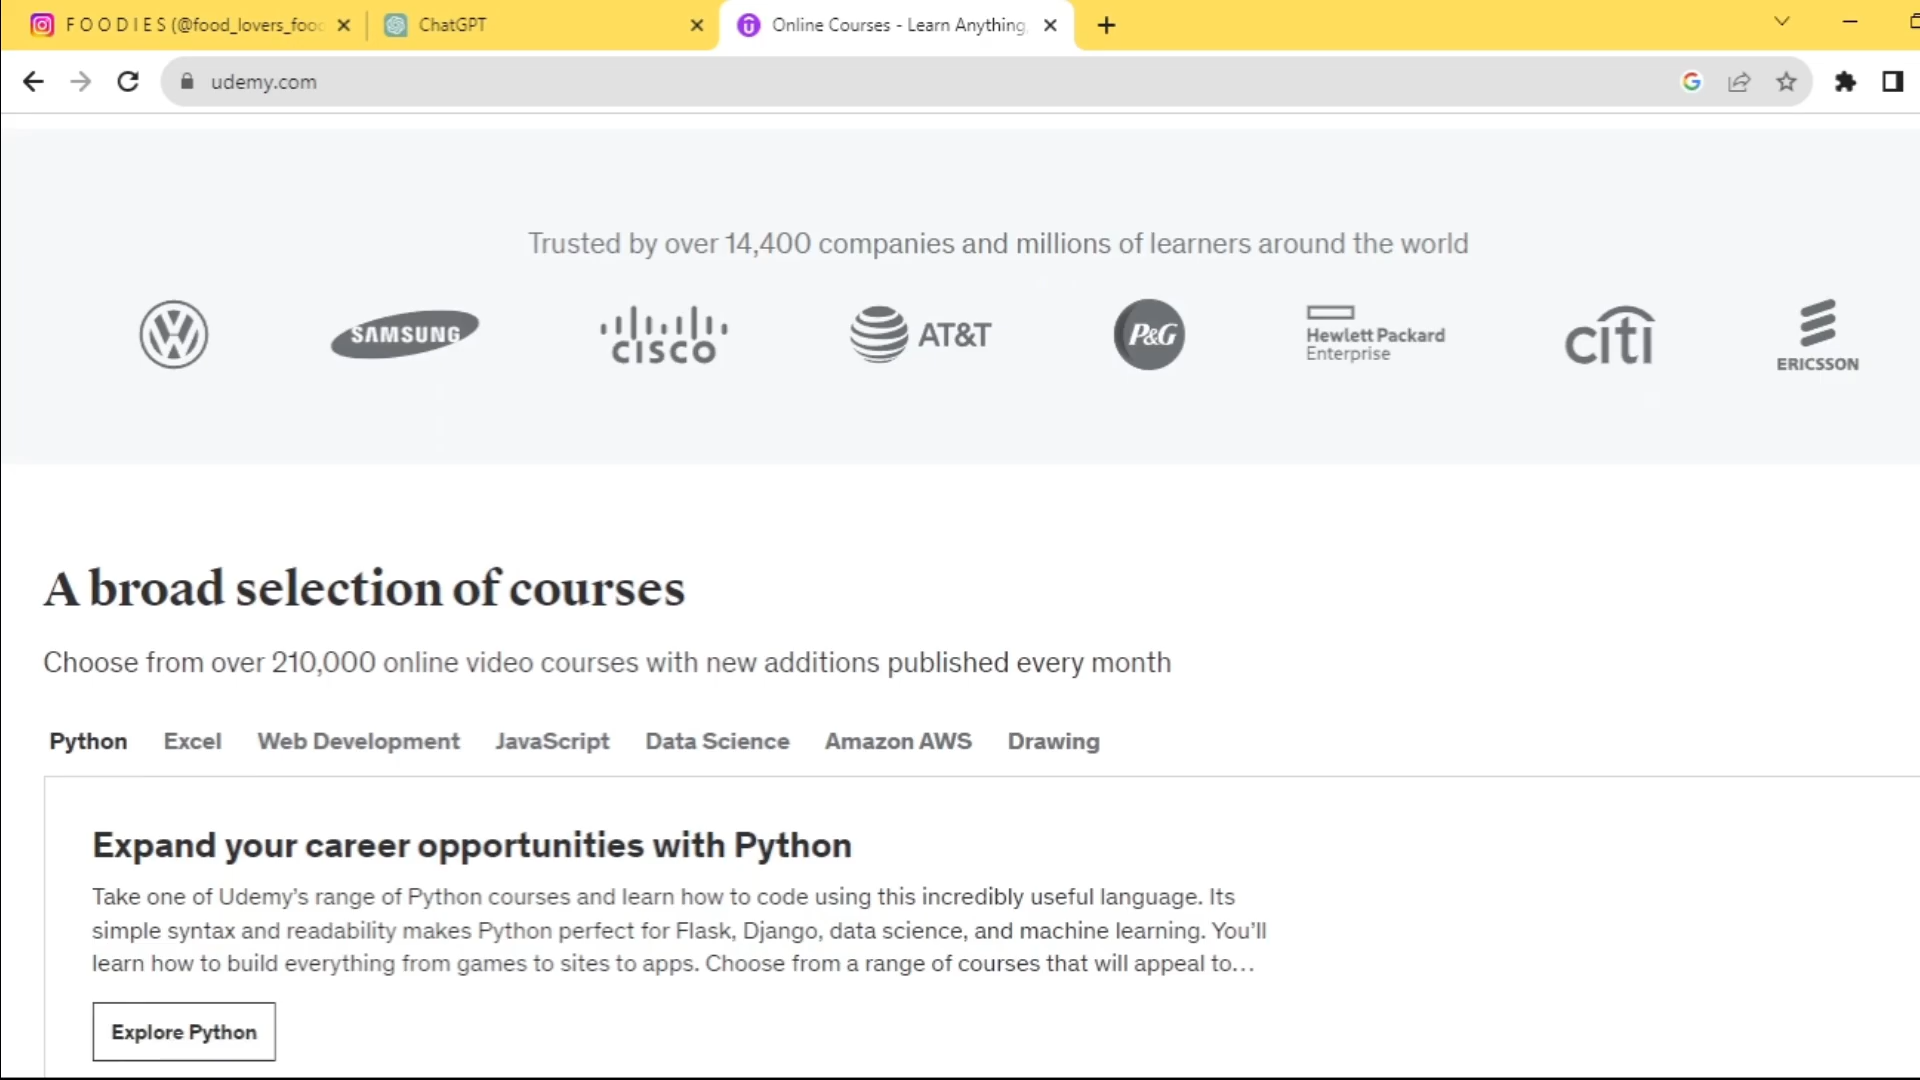 F O O D I E S (@food_lovers_food
ChatGPT
Online Courses - Learn Anything,
udemy.com
Trusted by over 14,400 companies and millions of learners around the world
SAMSUNG
CISCO
AT&T
P&G
Hewlett Packard
Enterprise
citi
ERICSSON
A broad selection of courses
Choose from over 210,000 online video courses with new additions published every month
Python Excel Web Development JavaScript Data Science Amazon AWS Drawing
Expand your career opportunities with Python
Take one of Udemy’s range of Python courses and learn how to code using this incredibly useful language. Its
simple syntax and readability makes Python perfect for Flask, Django, data science, and machine learning. You’ll
learn how to build everything from games to sites to apps. Choose from a range of courses that will appeal to…
Explore Python